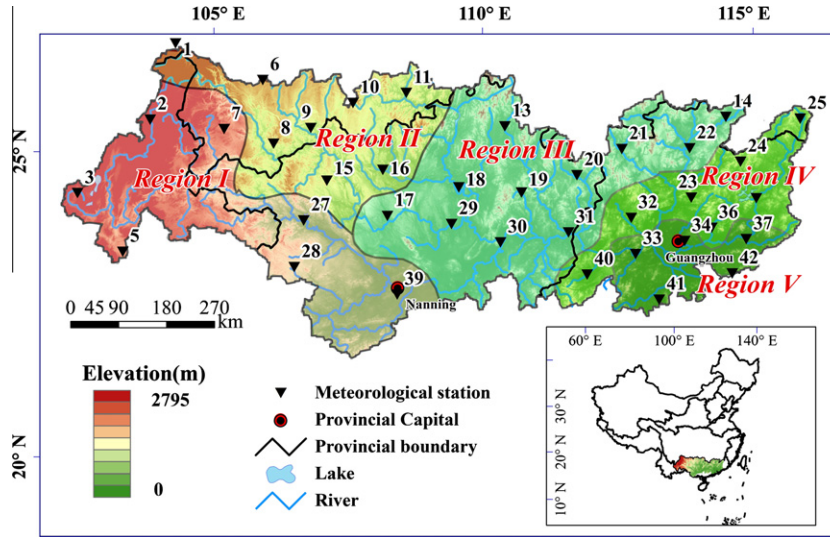 105° E 110° E 115° E
25° N
20° N
1
6
10
11
2
7
9
8
13
14
25
21
22
20
24
3
15
16
18
19
23
5
27
17
29
30
31
32
34
36
37
28
33
39
40
41
42
Region I
Region II
Region III
Region IV
Region V
Guangzhou
Nanning
0 45 90 180 270
km
Elevation(m)
2795
0
Meteorological station
Provincial Capital
Provincial boundary
Lake
River
60° E 100° E 140° E
30° N
20° N
10° N